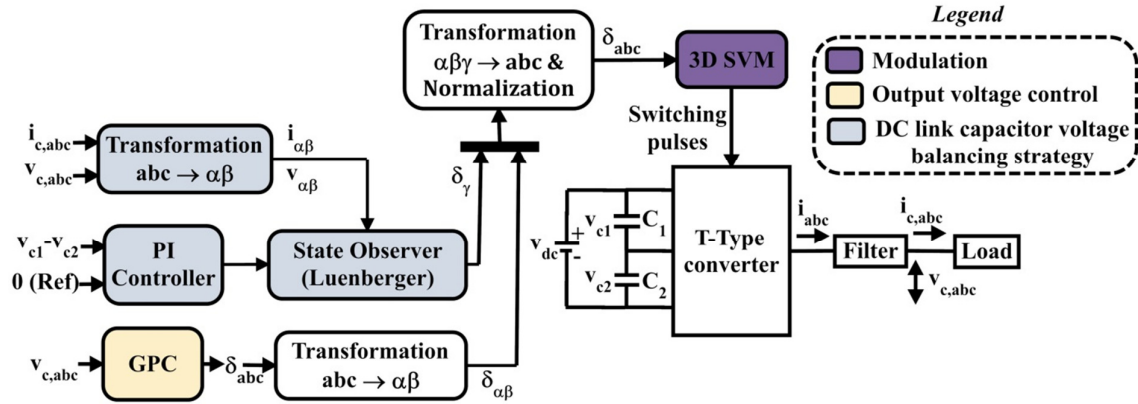 Legend
Modulation
Output voltage control
DC link capacitor voltage
balancing strategy
Transformation
αβγ → abc &
Normalization
δabc
3D SVM
Switching
pulses
ic,abc
vc,abc
Transformation
abc → αβ
iαβ
vαβ
δγ
vc1-vc2
0 (Ref)
PI
Controller
State Observer
(Luenberger)
vc,abc
GPC
δabc
Transformation
abc → αβ
δαβ
vdc
+
-
vc1
C1
vc2
C2
T-Type
converter
iabc
Filter
ic,abc
Load
vc,abc